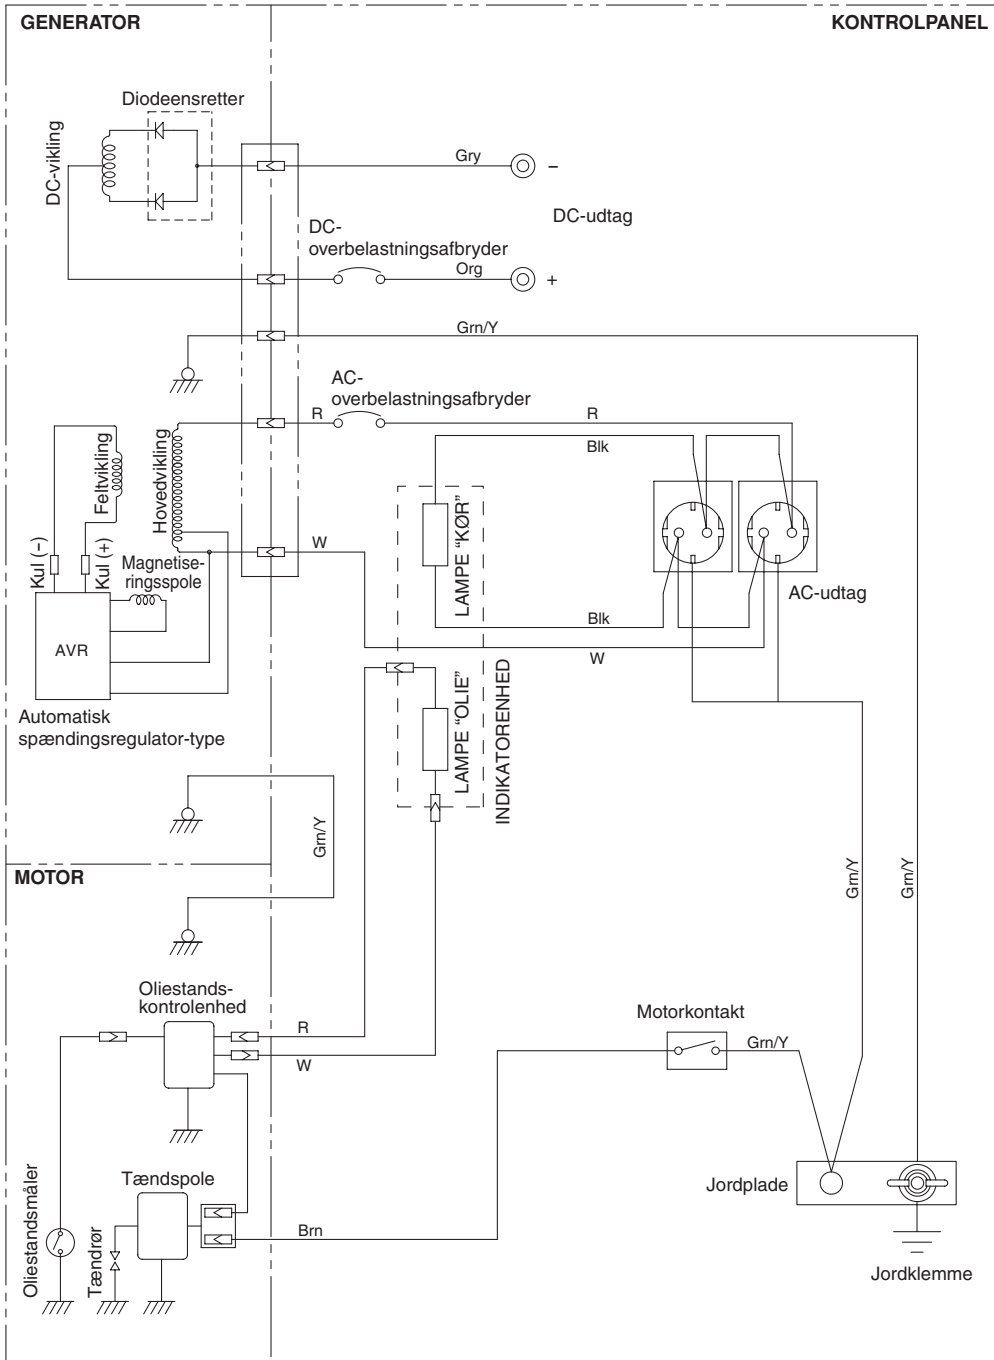 GENERATOR
KONTROLPANEL
Diodeensretter
DC-vikling
Gry
−
DC-udtag
DC-
overbelastningsafbryder
Org
+
Grn/Y
AC-
overbelastningsafbryder
R
R
Blk
Feltvikling
Hovedvikling
LAMPE “KØR”
W
Kul (−)
Kul (+)
Magnetise-
ringsspole
AC-udtag
Blk
AVR
W
LAMPE “OLIE”
INDIKATORENHED
Automatisk
spændingsregulator-type
Grn/Y
Grn/Y
Grn/Y
MOTOR
Oliestands-
kontrolenhed
R
W
Motorkontakt
Grn/Y
Oliestandsmåler
Tændspole
Tændrør
Brn
Jordplade
Jordklemme